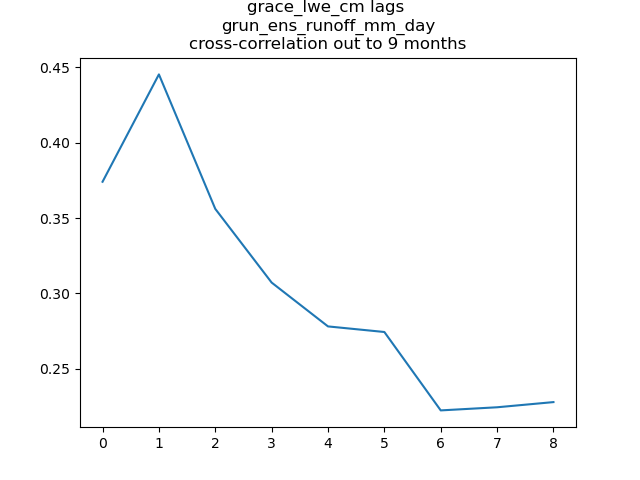 grace_lwe_cm lags
grun_ens_runoff_mm_day
cross-correlation out to 9 months
0.45
0.40
0.35
0.30
0.25
0 1 2 3 4 5 6 7 8